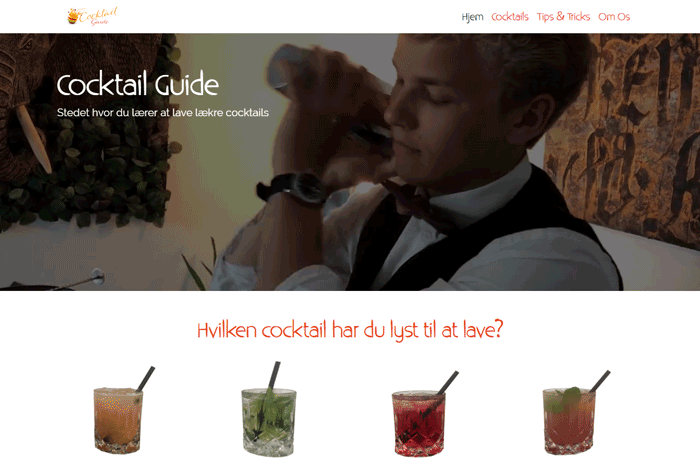 Cocktail
Guide
Hjem Cocktails Tips & Tricks Om Os
Cocktail Guide
Stedet hvor du lærer at lave lækre cocktails
Hvilken cocktail har du lyst til at lave?